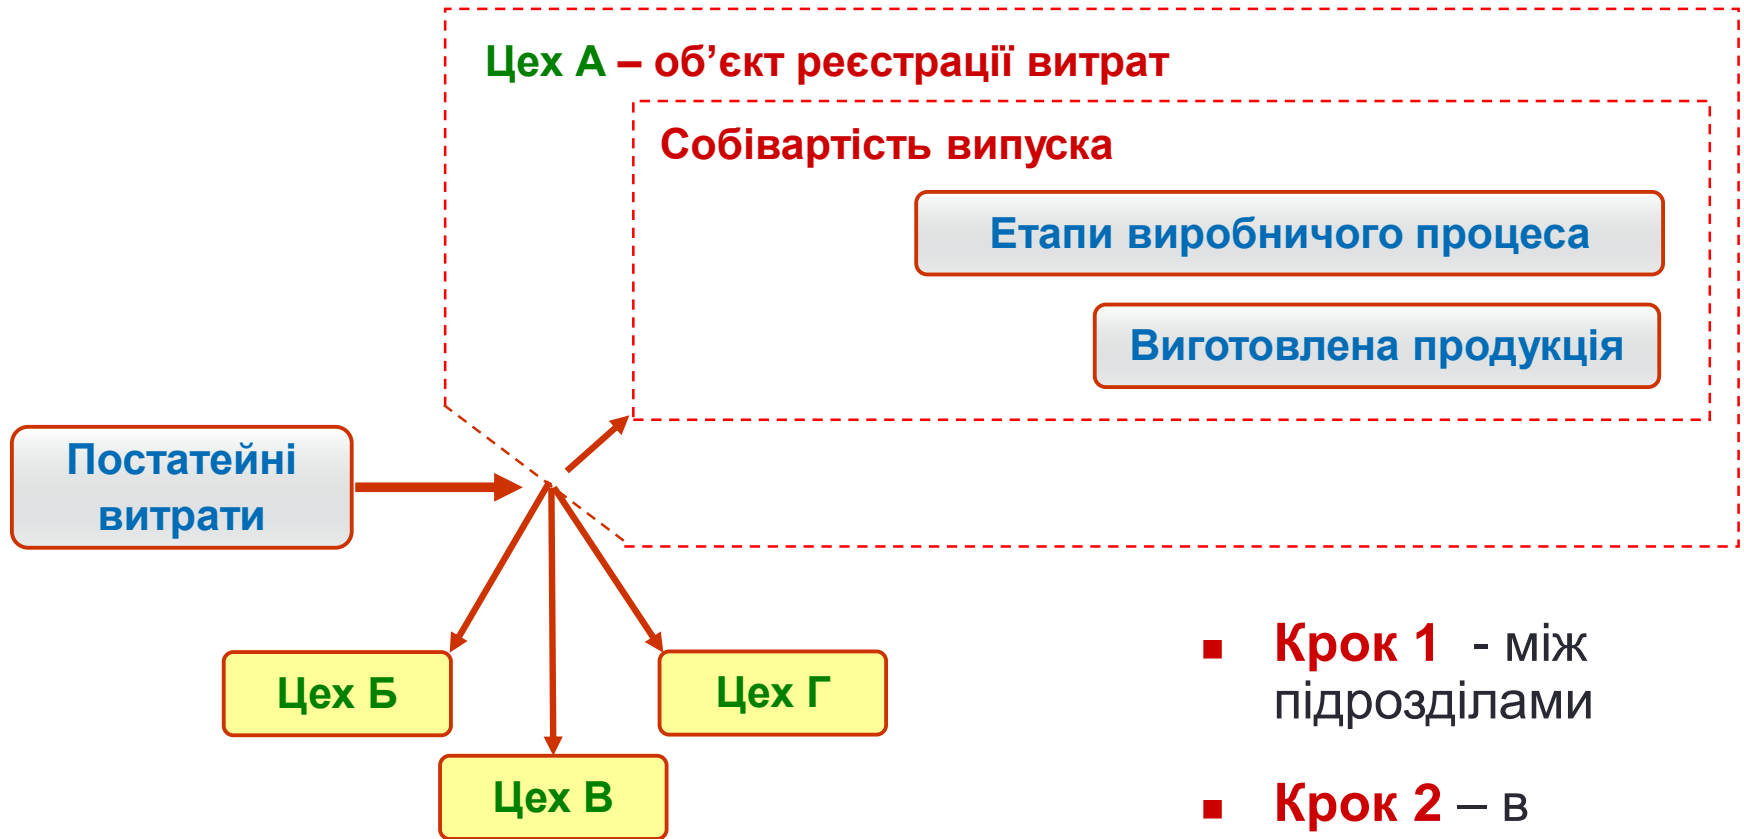 Цех А – об’єкт реєстрації витрат
Собівартість випуска
Етапи виробничого процеса
Виготовлена продукція
Постатейні
витрати
Цех Б
Цех Г
Цех В
Крок 1 - між
підрозділами
Крок 2 – в